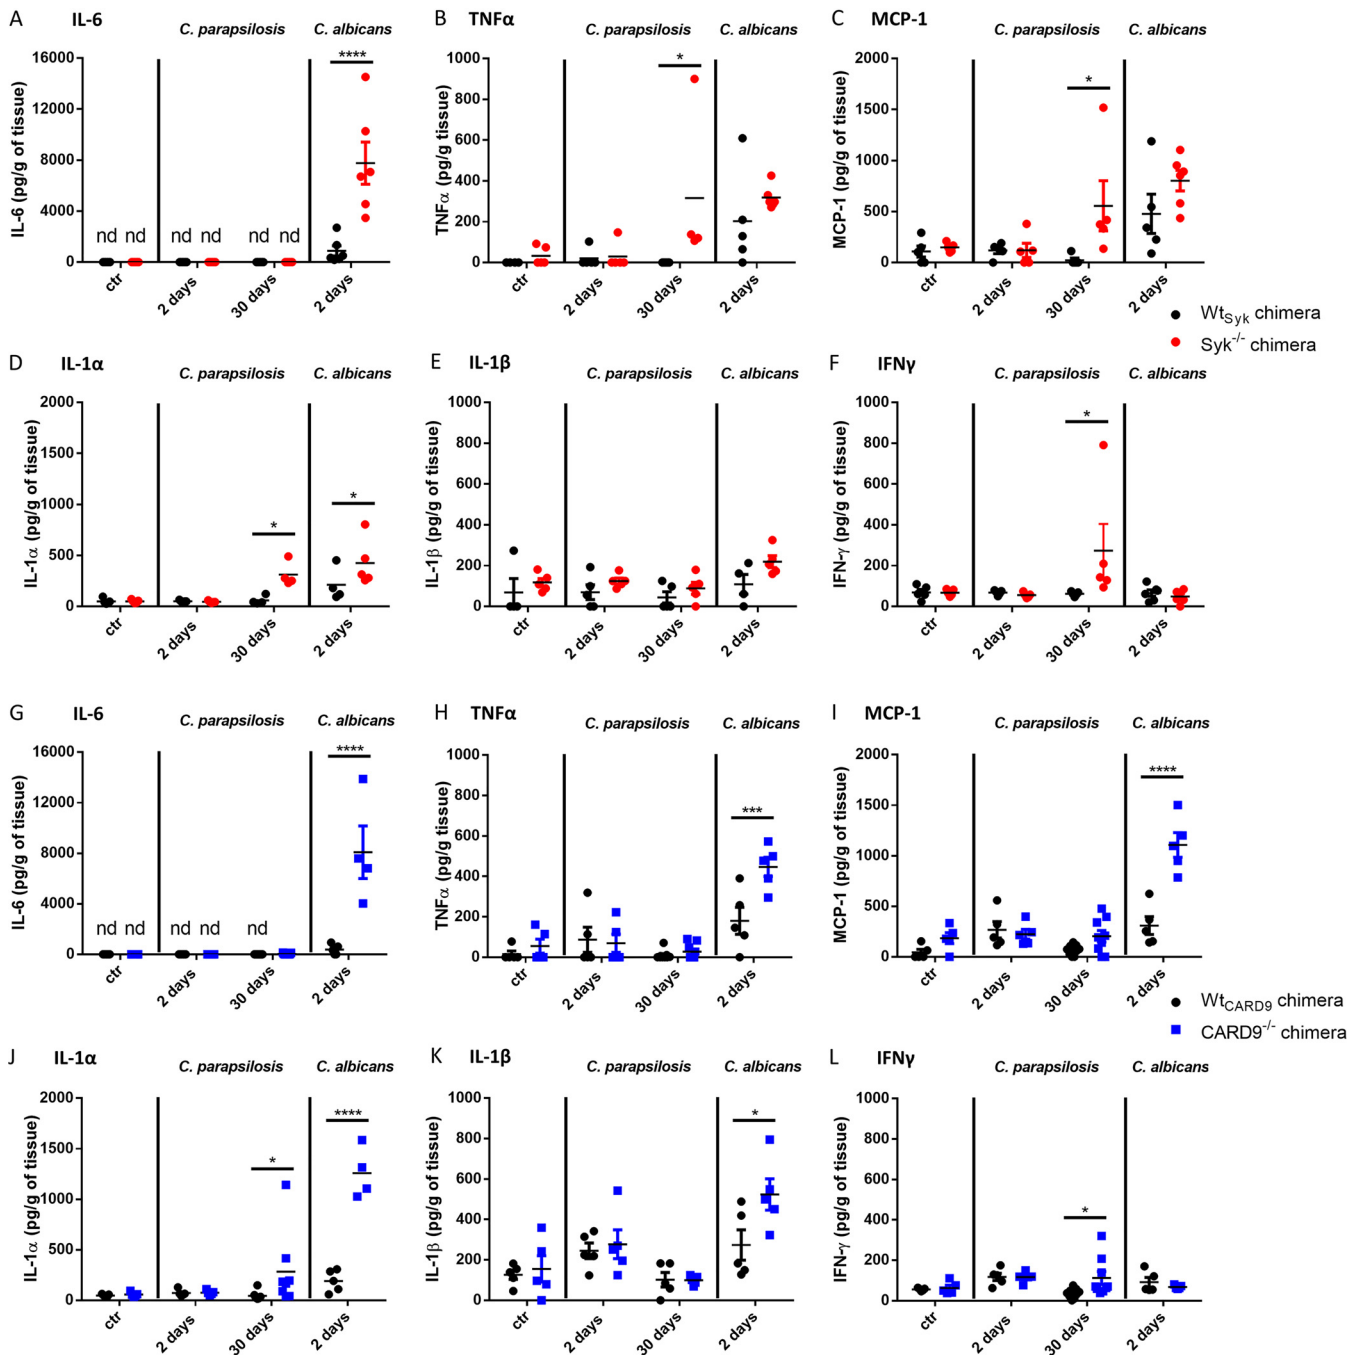 A IL-6
C. parapsilosis C. albicans
IL-6 (pg/g of tissue)
16000
12000
8000
4000
0
nd nd nd nd nd nd
****
ctr 2 days 30 days 2 days
B TNFα
C. parapsilosis C. albicans
TNFα (pg/g tissue)
1000
800
600
400
200
0
*
ctr 2 days 30 days 2 days
C MCP-1
C. parapsilosis C. albicans
MCP-1 (pg/g of tissue)
2000
1500
1000
500
0
*
ctr 2 days 30 days 2 days
WtSyk chimera
Syk-/- chimera
D IL-1α
C. parapsilosis C. albicans
IL-1α (pg/g of tissue)
2000
1500
1000
500
0
* *
ctr 2 days 30 days 2 days
E IL-1β
C. parapsilosis C. albicans
IL-1β (pg/g of tissue)
1000
800
600
400
200
0
ctr 2 days 30 days 2 days
F IFNγ
C. parapsilosis C. albicans
IFN-γ (pg/g of tissue)
1000
800
600
400
200
0
*
ctr 2 days 30 days 2 days
G IL-6
C. parapsilosis C. albicans
IL-6 (pg/g of tissue)
16000
12000
8000
4000
0
nd nd nd nd nd
****
ctr 2 days 30 days 2 days
H TNFα
C. parapsilosis C. albicans
TNFα (pg/g tissue)
1000
800
600
400
200
0
***
ctr 2 days 30 days 2 days
I MCP-1
C. parapsilosis C. albicans
MCP-1 (pg/g of tissue)
2000
1500
1000
500
0
****
ctr 2 days 30 days 2 days
WtCARD9 chimera
CARD9-/- chimera
J IL-1α
C. parapsilosis C. albicans
IL-1α (pg/g of tissue)
2000
1500
1000
500
0
* ****
ctr 2 days 30 days 2 days
K IL-1β
C. parapsilosis C. albicans
IL-1β (pg/g of tissue)
1000
800
600
400
200
0
*
ctr 2 days 30 days 2 days
L IFNγ
C. parapsilosis C. albicans
IFN-γ (pg/g of tissue)
1000
800
600
400
200
0
*
ctr 2 days 30 days 2 days